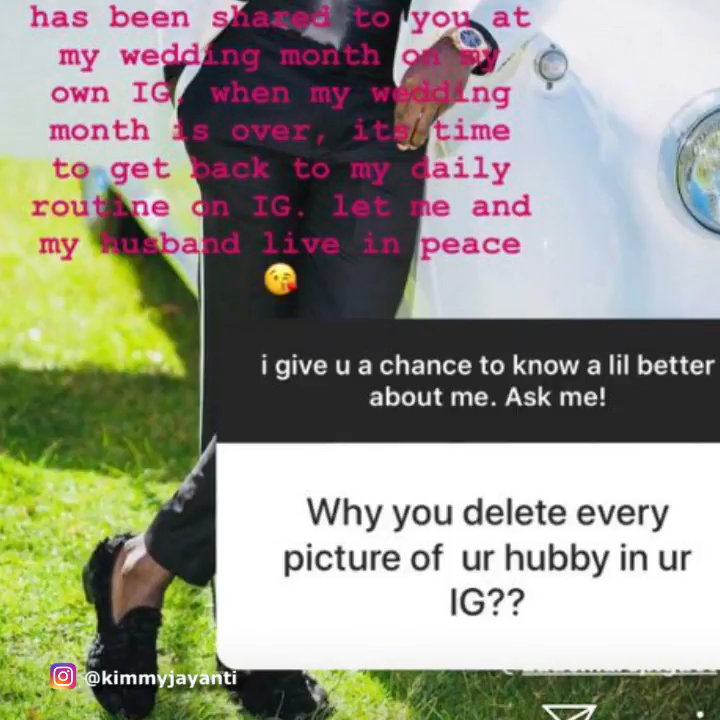 has been shared to you at
my wedding month on my
own IG, when my wedding
month is over, its time
to get back to my daily
routine on IG. let me and
my husband live in peace
i give u a chance to know a lil better
about me. Ask me!
Why you delete every
picture of ur hubby in ur
IG??
@kimmyjayanti